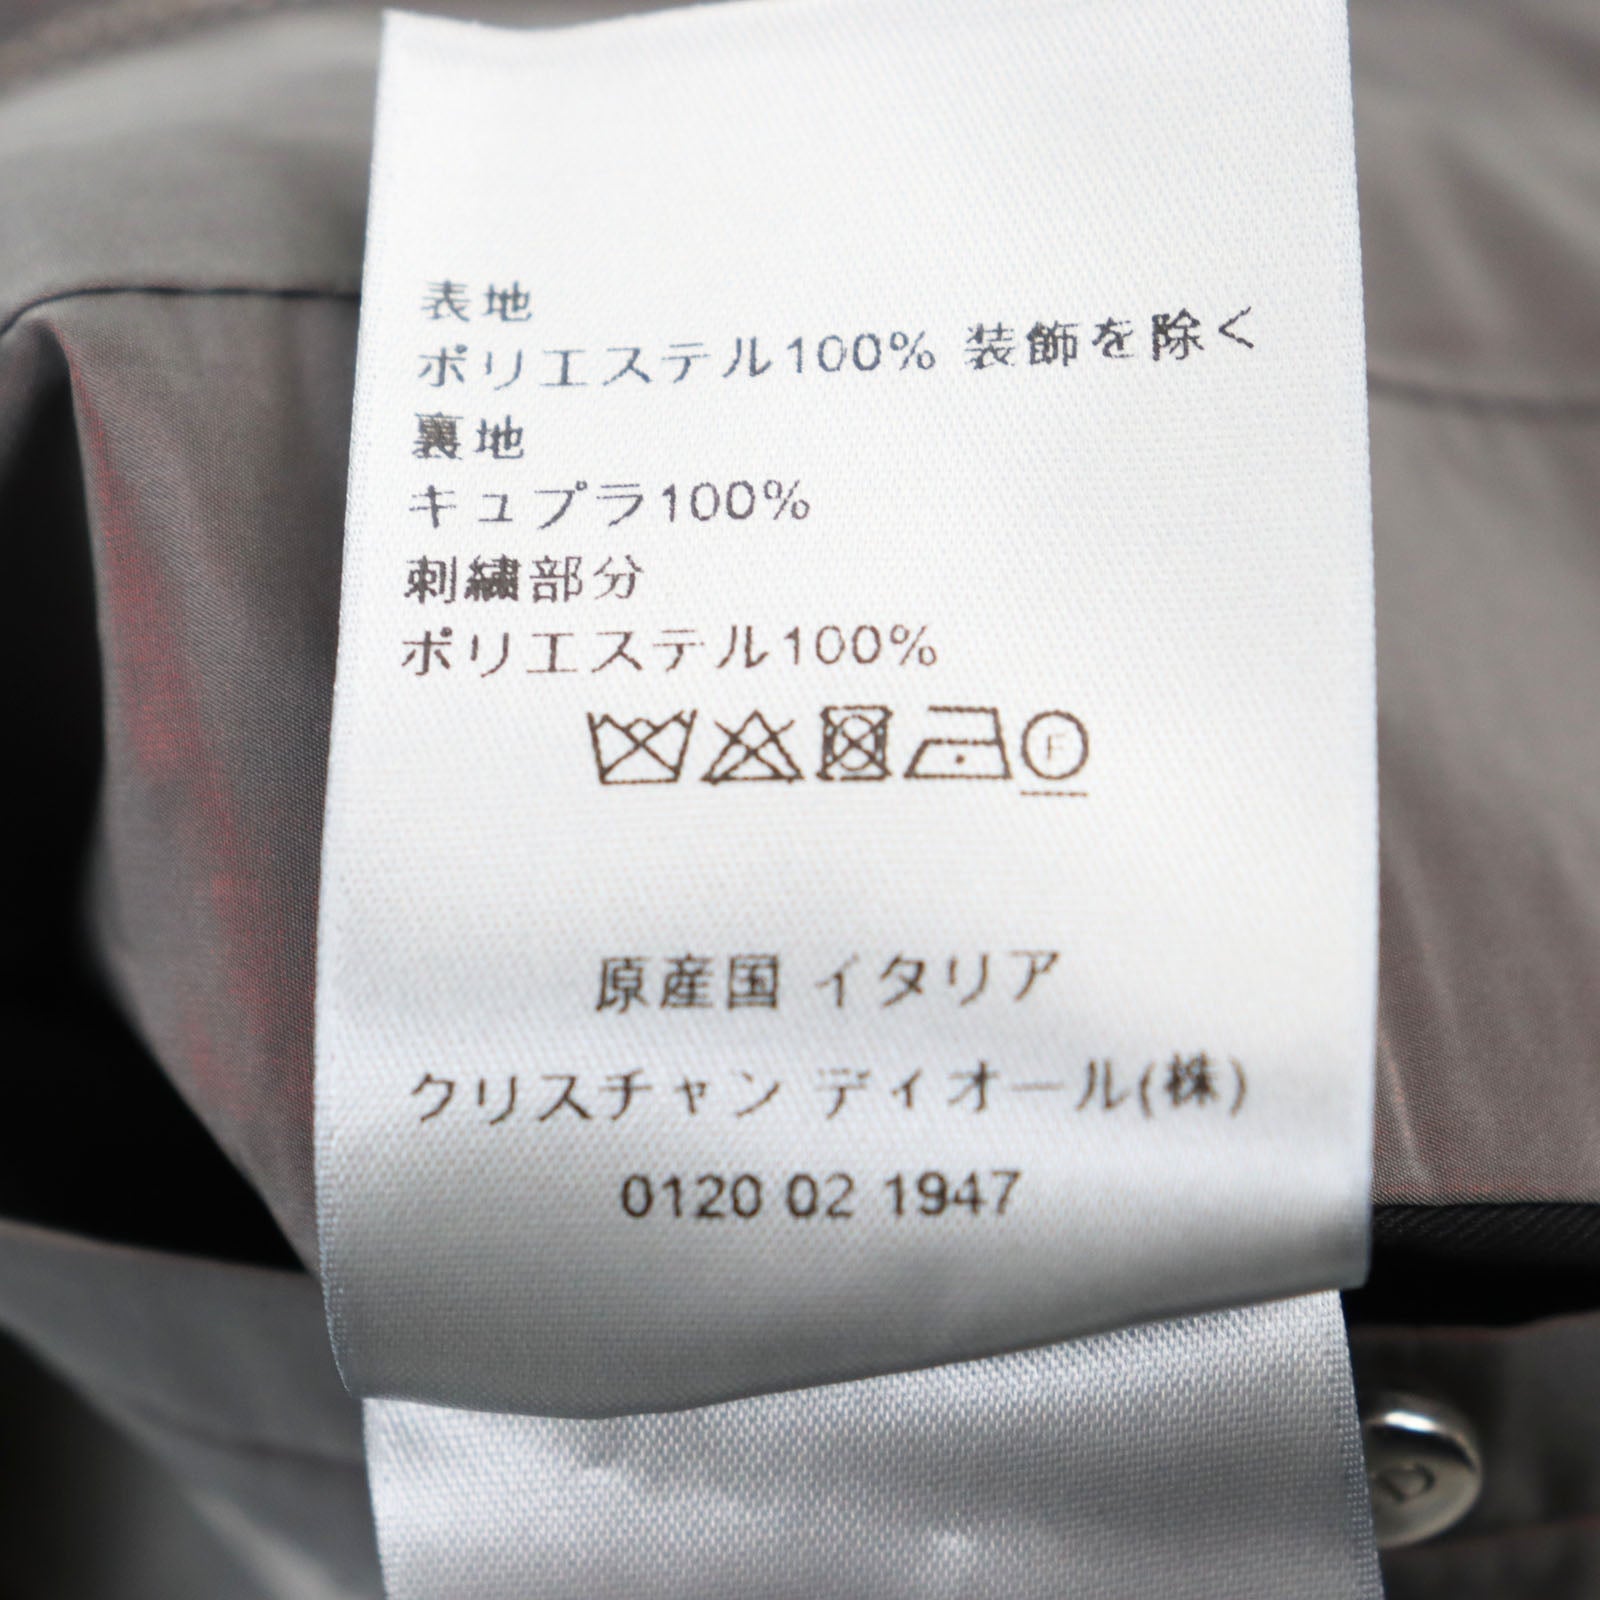 表地
ポリエステル100% 装飾を除く
裏地
キュプラ100%
刺繍部分
ポリエステル100%
F
原産国 イタリア
クリスチャン ディオール(株)
0120 02 1947
D